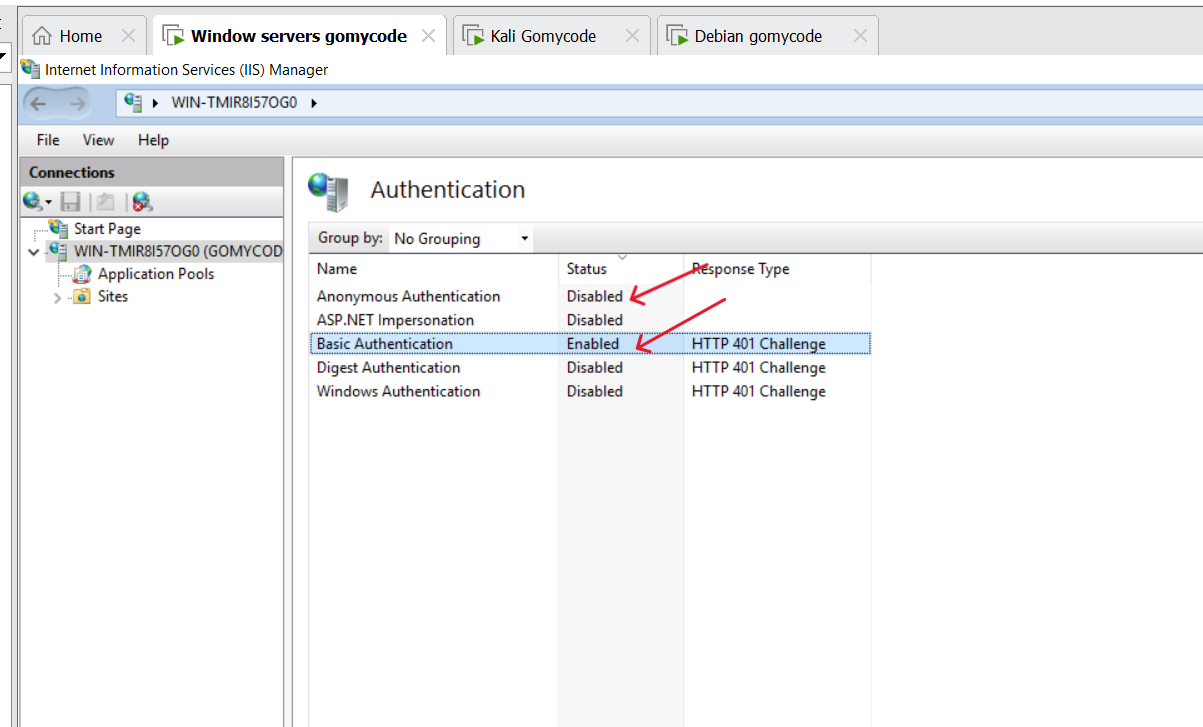 Home
Window servers gomycode
Kali Gomycode
Debian gomycode
Internet Information Services (IIS) Manager
WIN-TMIR8I57OG0
File View Help
Connections
Start Page
WIN-TMIR8I57OG0 (GOMYCOD
Application Pools
Sites
Authentication
Group by: No Grouping
Name Status Response Type
Anonymous Authentication Disabled
ASP.NET Impersonation Disabled
Basic Authentication Enabled HTTP 401 Challenge
Digest Authentication Disabled HTTP 401 Challenge
Windows Authentication Disabled HTTP 401 Challenge